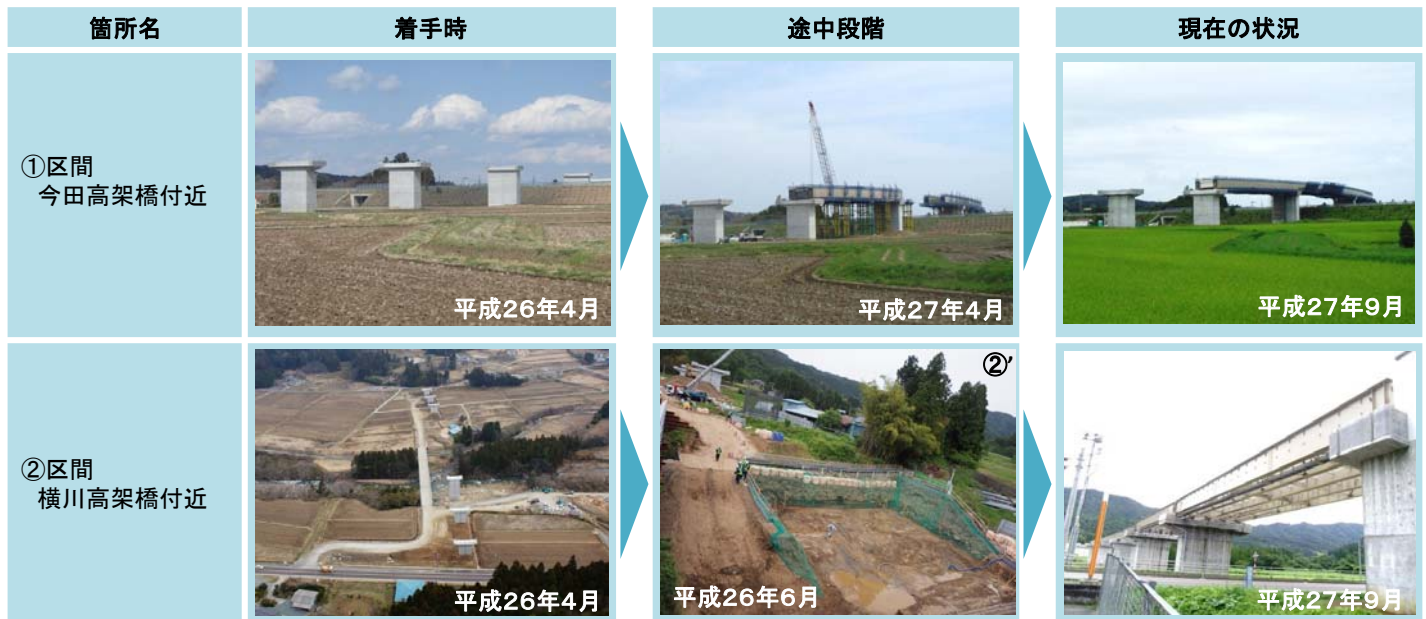 箇所名
着手時
途中段階
現在の状況
①区間
今田高架橋付近
平成26年4月
平成27年4月
平成27年9月
②区間
横川高架橋付近
平成26年4月
②’
平成26年6月
平成27年9月